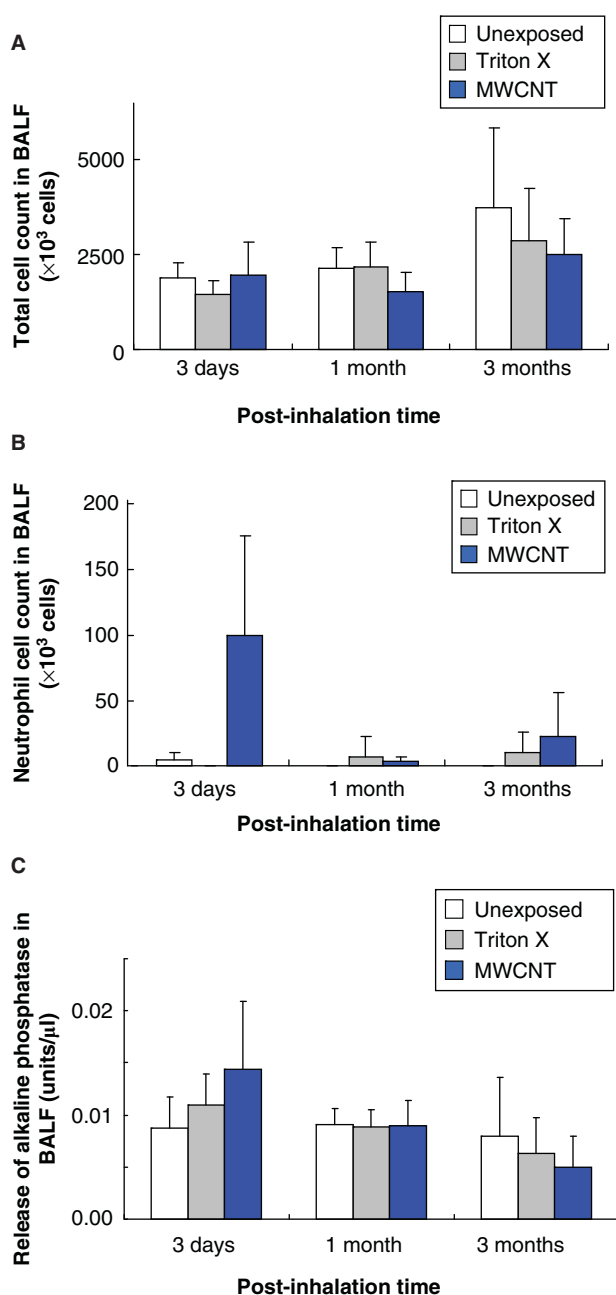 A
Unexposed
Triton X
MWCNT
Total cell count in BALF
(×10³ cells)
5000
2500
0
3 days
1 month
3 months
Post-inhalation time
B
Unexposed
Triton X
MWCNT
Neutrophil cell count in BALF
(×10³ cells)
200
150
100
50
0
3 days
1 month
3 months
Post-inhalation time
C
Unexposed
Triton X
MWCNT
Release of alkaline phosphatase in
BALF (units/µl)
0.02
0.01
0.00
3 days
1 month
3 months
Post-inhalation time